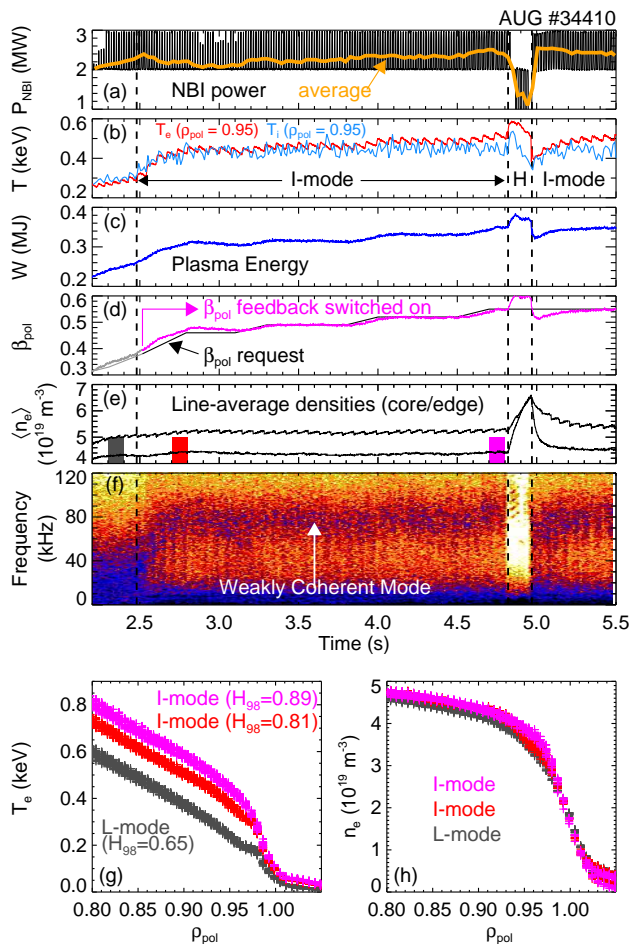 AUG #34410
P_NBI (MW)
3
2
1
(a)
NBI power
average
T (keV)
0.6
0.4
0.2
(b)
T_e (ρ_pol = 0.95) T_i (ρ_pol = 0.95)
I-mode
H
I-mode
W (MJ)
0.4
0.3
0.2
(c)
Plasma Energy
β_pol
0.6
0.5
0.4
0.3
(d)
β_pol feedback switched on
β_pol request
⟨n_e⟩
(10^19 m^-3)
7
6
5
4
(e)
Line-average densities (core/edge)
Frequency
(kHz)
120
80
40
0
(f)
Weakly Coherent Mode
2.5 3.0 3.5 4.0 4.5 5.0 5.5
Time (s)
T_e (keV)
0.8
0.6
0.4
0.2
0.0
I-mode (H_98=0.89)
I-mode (H_98=0.81)
L-mode
(H_98=0.65)
(g)
0.80 0.85 0.90 0.95 1.00
ρ_pol
n_e (10^19 m^-3)
5
4
3
2
1
0
I-mode
I-mode
L-mode
(h)
0.80 0.85 0.90 0.95 1.00
ρ_pol